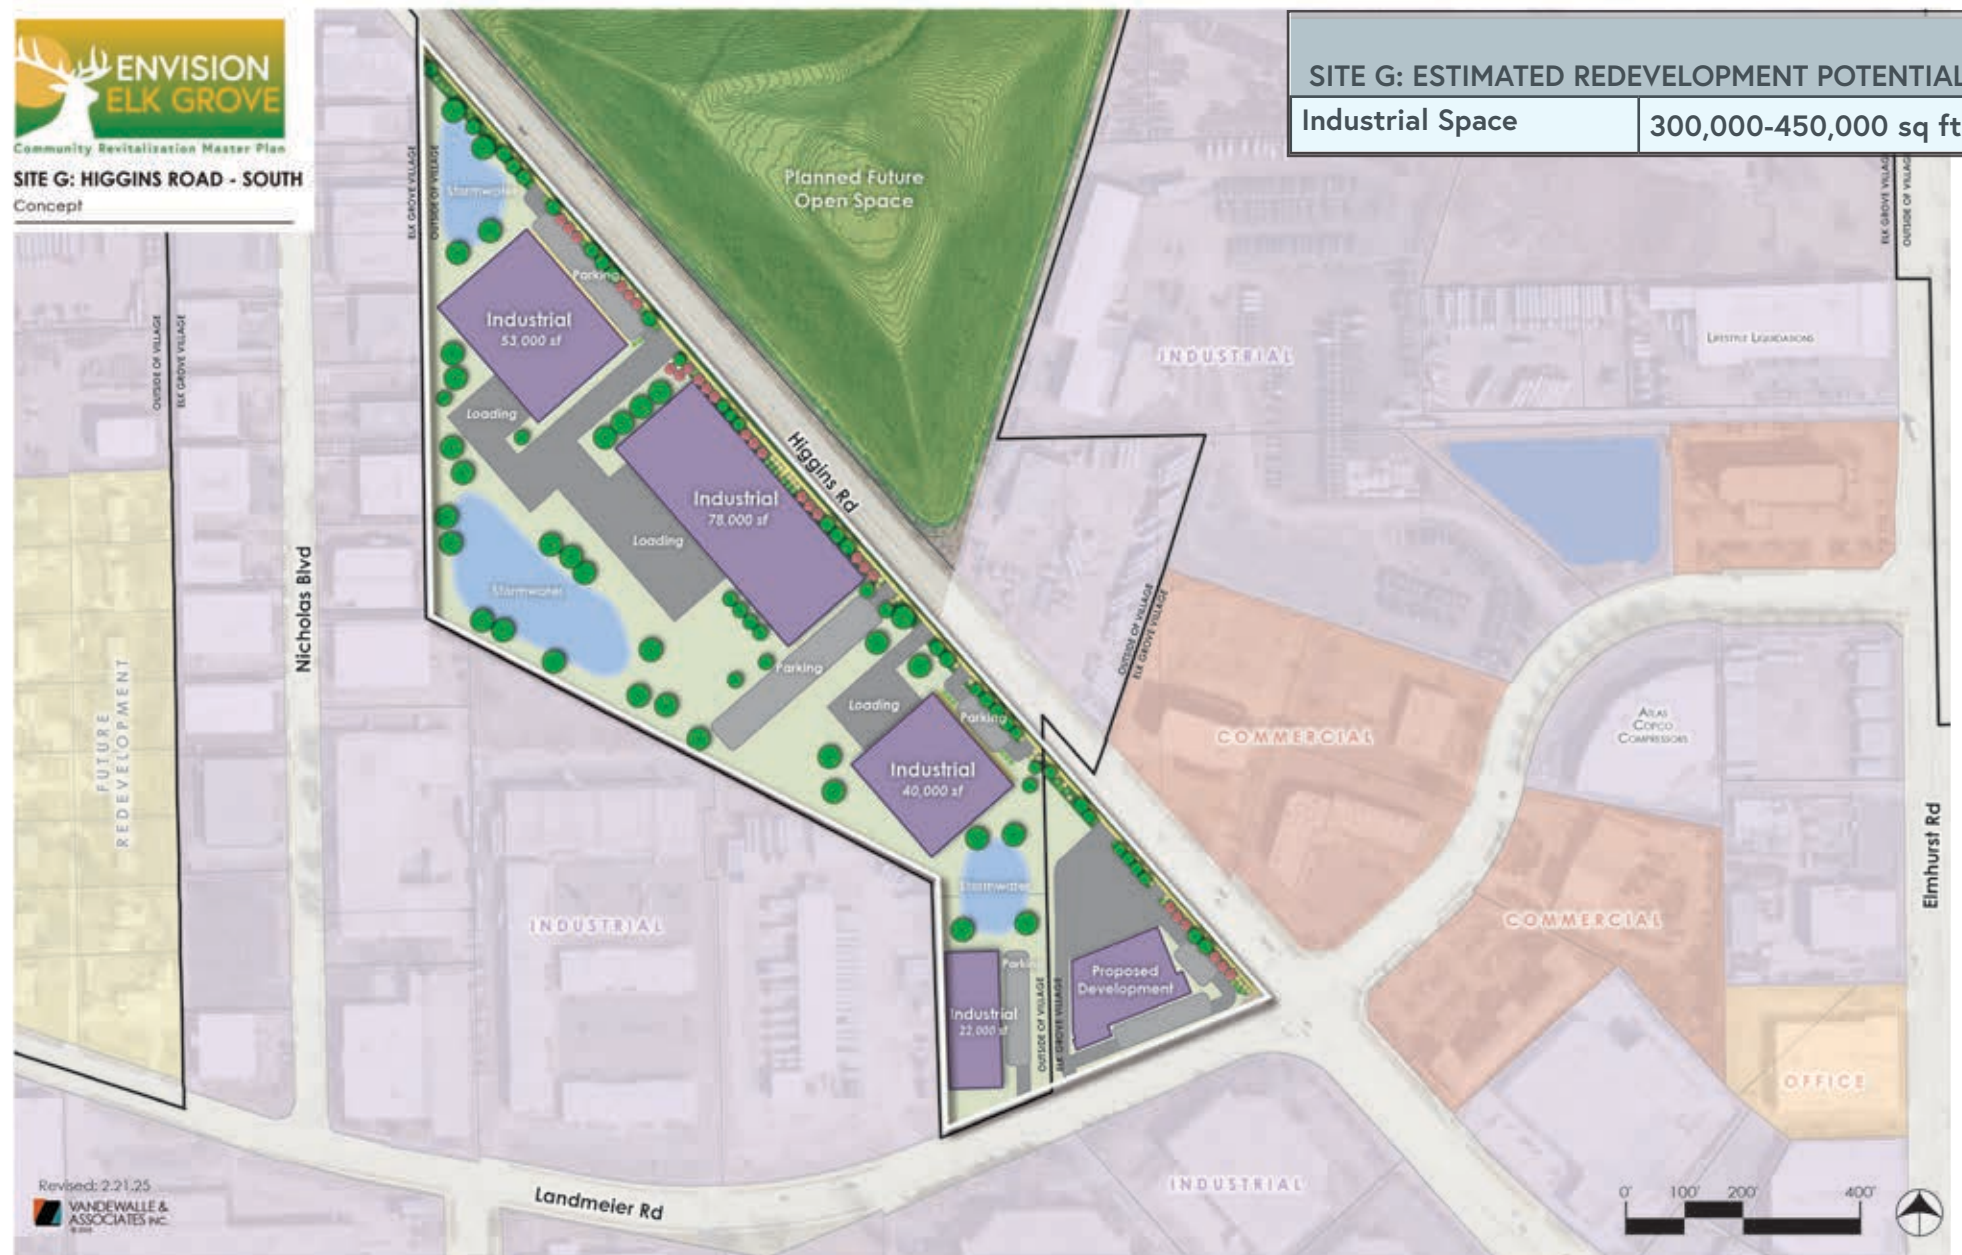 ENVISION
ELK GROVE
Community Revitalization Master Plan
SITE G: HIGGINS ROAD - SOUTH
Concept
SITE G: ESTIMATED REDEVELOPMENT POTENTIAL
Industrial Space
300,000-450,000 sq ft
ELK GROVE VILLAGE
OUTSIDE OF VILLAGE
Stormwater
Planned Future
Open Space
ELK GROVE VILLAGE
OUTSIDE OF VILLAGE
Parking
Industrial
53,000 sf
OUTSIDE OF VILLAGE
ELK GROVE VILLAGE
INDUSTRIAL
LIFESTYLE LIQUIDATIONS
Loading
Higgins Rd
Industrial
78,000 sf
Loading
Nicholas Blvd
Stormwater
OUTSIDE OF VILLAGE
ELK GROVE VILLAGE
Parking
FUTURE
REDEVELOPMENT
Loading
Parking
COMMERCIAL
ATLAS
COPCO
COMPRESSORS
Industrial
40,000 sf
Elmhurst Rd
Stormwater
INDUSTRIAL
COMMERCIAL
Parking
Proposed
Development
Industrial
22,000 sf
OUTSIDE OF VILLAGE
ELK GROVE VILLAGE
OFFICE
INDUSTRIAL
Landmeier Rd
Revised: 2.21.25
VANDEWALLE &
ASSOCIATES INC.
0' 100' 200' 400'